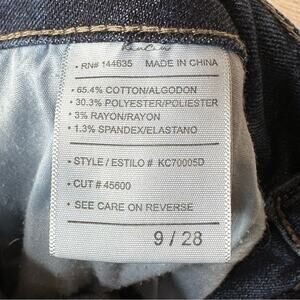 KanCan
• RN# 144635 MADE IN CHINA
• 65.4% COTTON/ALGODON
• 30.3% POLYESTER/POLIESTER
• 3% RAYON/RAYON
• 1.3% SPANDEX/ELASTANO
• STYLE / ESTILO # KC70005D
• CUT # 45600
• SEE CARE ON REVERSE
9 / 28